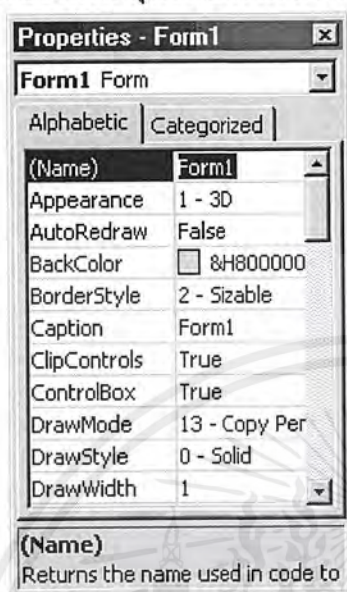 Properties - Form1
Form1 Form
Alphabetic Categorized
(Name) Form1
Appearance 1 - 3D
AutoRedraw False
BackColor &H800000
BorderStyle 2 - Sizable
Caption Form1
ClipControls True
ControlBox True
DrawMode 13 - Copy Per
DrawStyle 0 - Solid
DrawWidth 1
(Name)
Returns the name used in code to